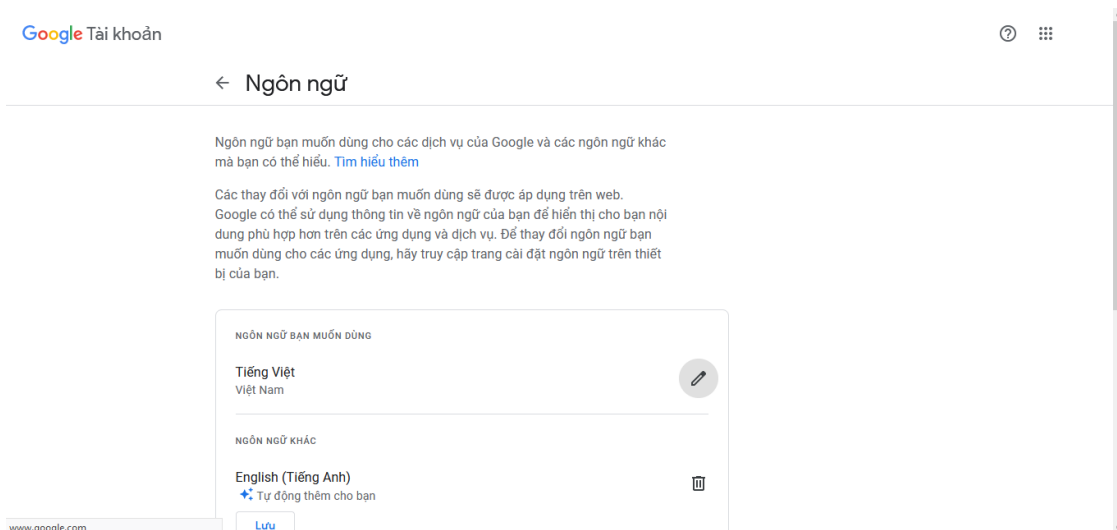 Google Tài khoản
Ngôn ngữ
Ngôn ngữ bạn muốn dùng cho các dịch vụ của Google và các ngôn ngữ khác
mà bạn có thể hiểu. Tìm hiểu thêm
Các thay đổi với ngôn ngữ bạn muốn dùng sẽ được áp dụng trên web.
Google có thể sử dụng thông tin về ngôn ngữ của bạn để hiển thị cho bạn nội
dung phù hợp hơn trên các ứng dụng và dịch vụ. Để thay đổi ngôn ngữ bạn
muốn dùng cho các ứng dụng, hãy truy cập trang cài đặt ngôn ngữ trên thiết
bị của bạn.
NGÔN NGỮ BẠN MUỐN DÙNG
Tiếng Việt
Việt Nam
NGÔN NGỮ KHÁC
English (Tiếng Anh)
Tự động thêm cho bạn
Lưu
www.google.com